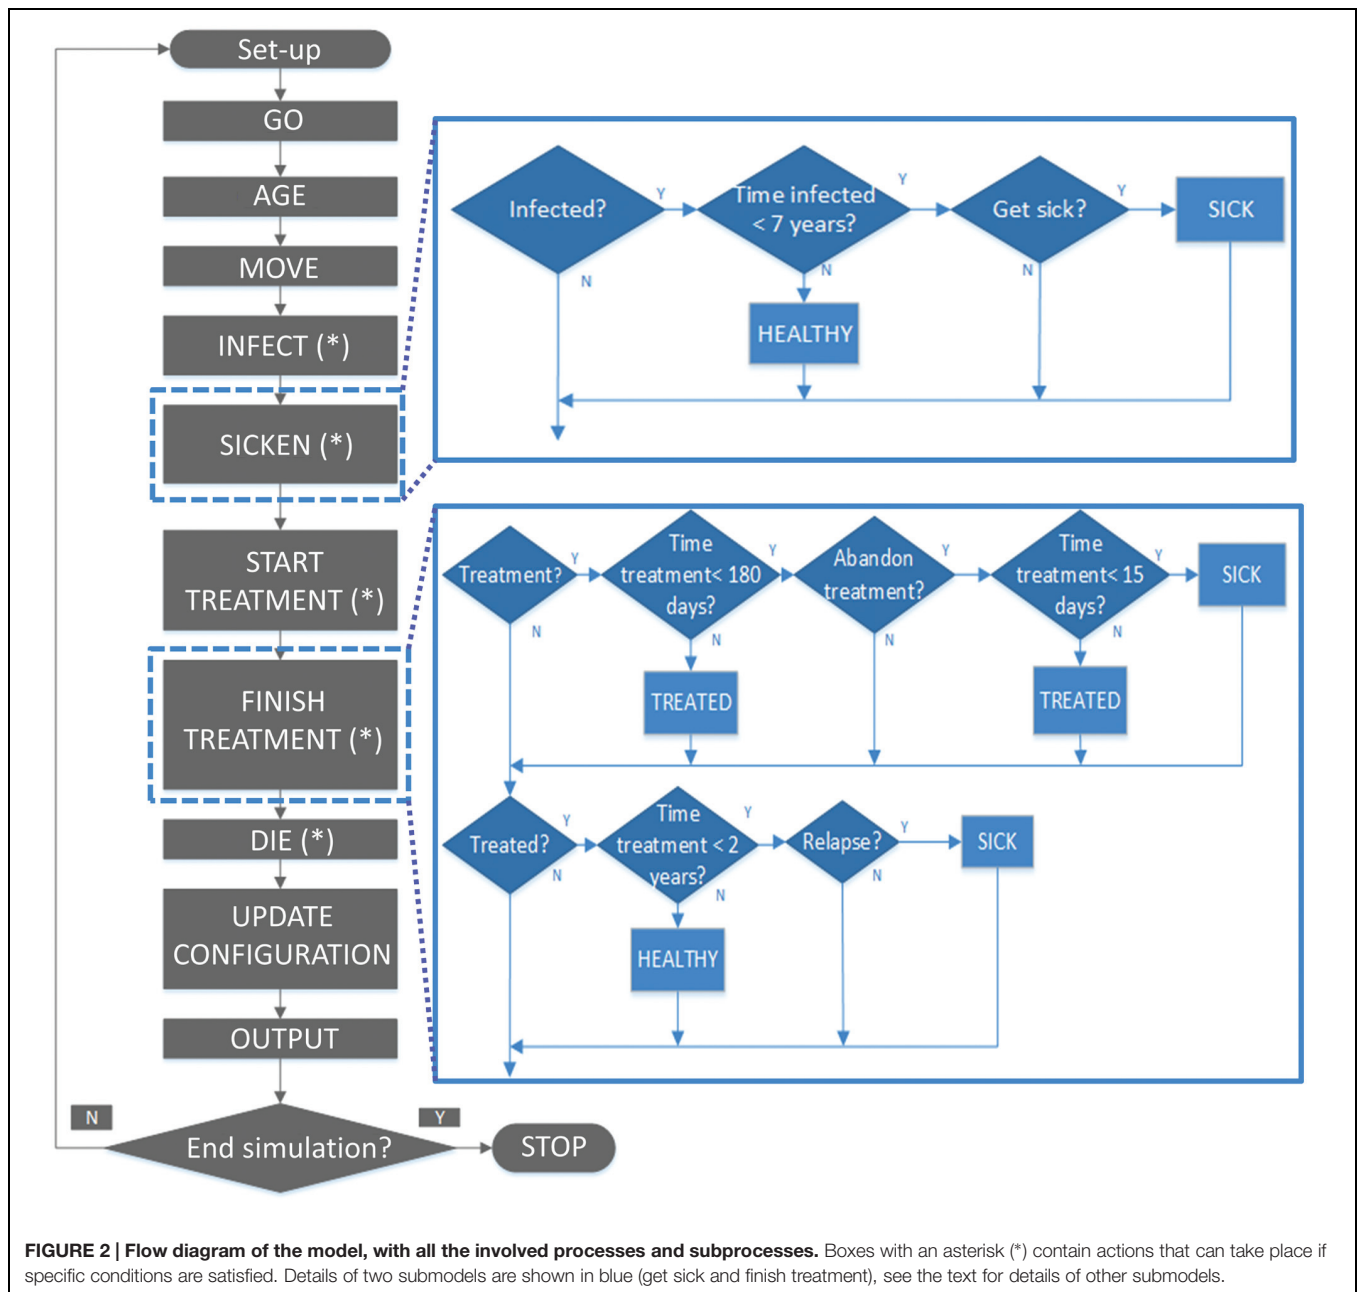 Set-up
GO
AGE
MOVE
INFECT (*)
SICKEN (*)
START
TREATMENT (*)
FINISH
TREATMENT (*)
DIE (*)
UPDATE
CONFIGURATION
OUTPUT
End simulation?
N
Y
STOP
Infected?
Y
N
Time infected
< 7 years?
Y
N
HEALTHY
Get sick?
Y
N
SICK
Treatment?
Y
N
Time
treatment< 180
days?
Y
N
TREATED
Abandon
treatment?
Y
N
Time
treatment< 15
days?
Y
N
TREATED
SICK
Treated?
Y
N
Time
treatment < 2
years?
Y
N
HEALTHY
Relapse?
Y
N
SICK
FIGURE 2 | Flow diagram of the model, with all the involved processes and subprocesses. Boxes with an asterisk (*) contain actions that can take place if
specific conditions are satisfied. Details of two submodels are shown in blue (get sick and finish treatment), see the text for details of other submodels.